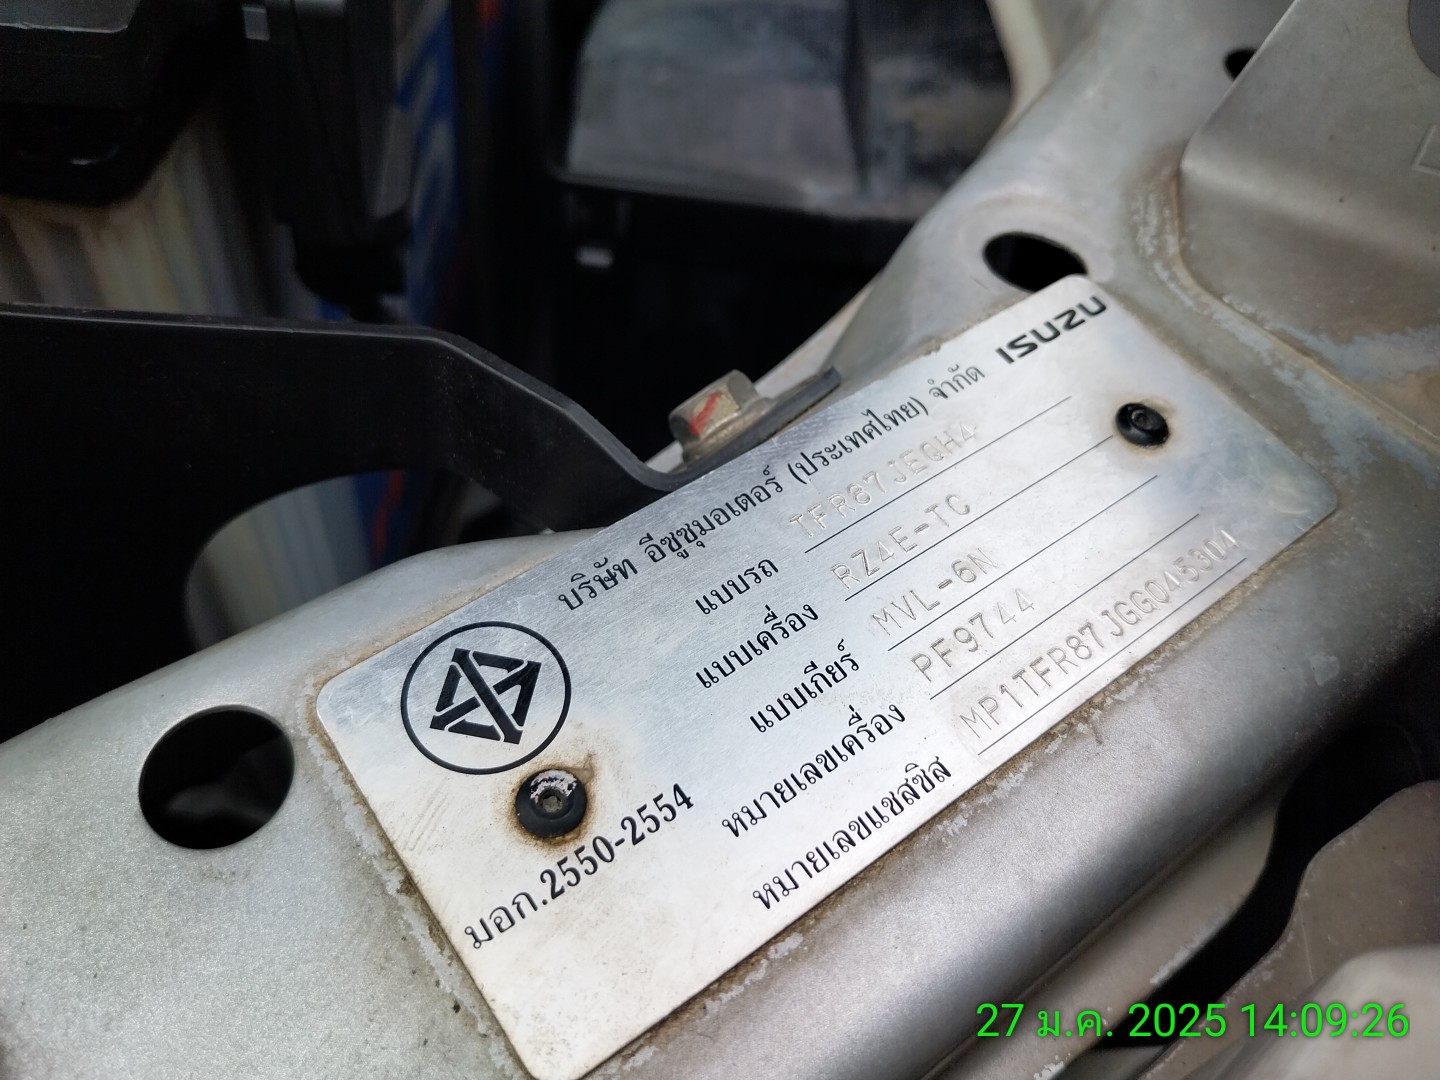 ISUZU
บริษัท อีซูซุมอเตอร์ (ประเทศไทย) จำกัด
แบบรถ TFR87JEGH4
แบบเครื่อง RZ4E-TC
แบบเกียร์ MVL-6N
หมายเลขเครื่อง PF9744
หมายเลขแชสซิส MP1TFR87JGG045304
มอก.2550-2554
27 ม.ค. 2025 14:09:26